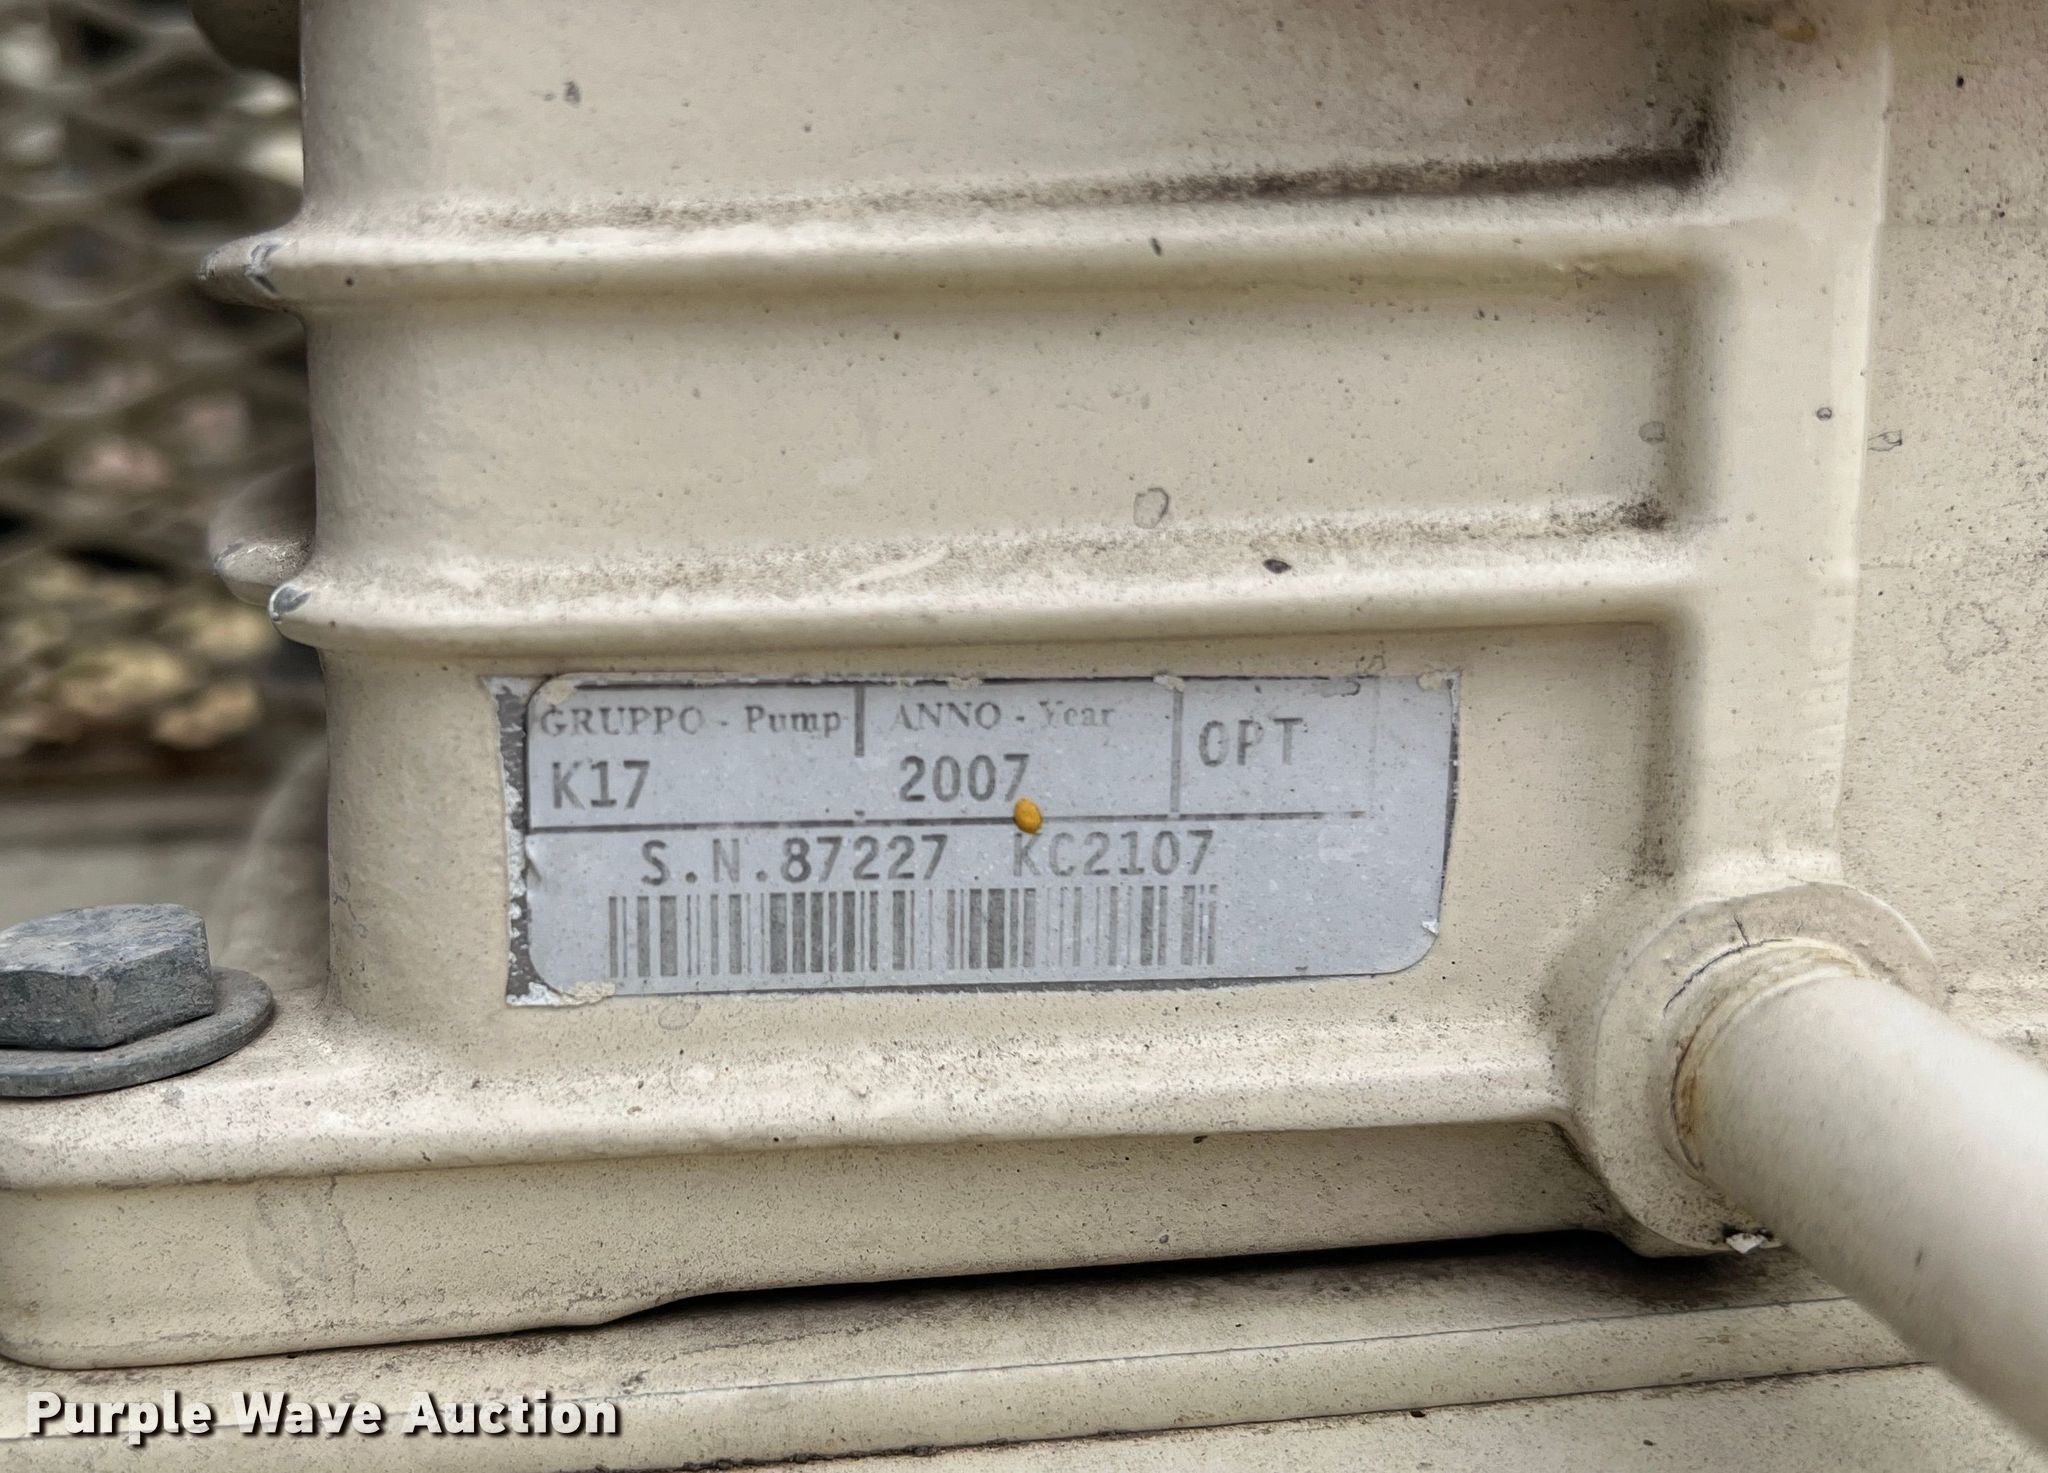 GRUPPO - Pump ANNO - Year OPT
K17 2007
S.N.87227 KC2107
Purple Wave Auction